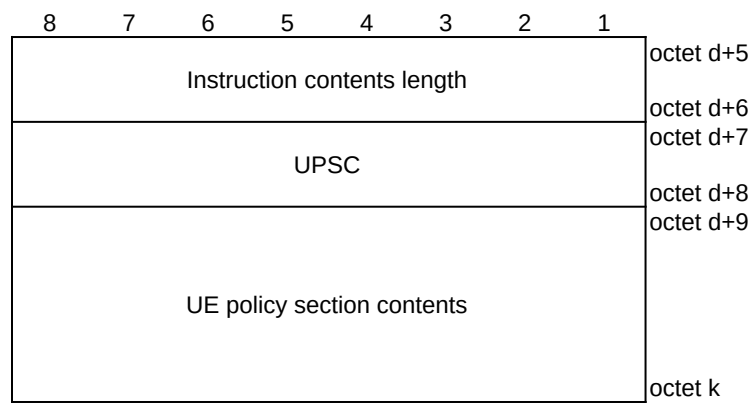 8 7 6 5 4 3 2 1
octet d+5
Instruction contents length
octet d+6
octet d+7
UPSC
octet d+8
octet d+9
UE policy section contents
octet k